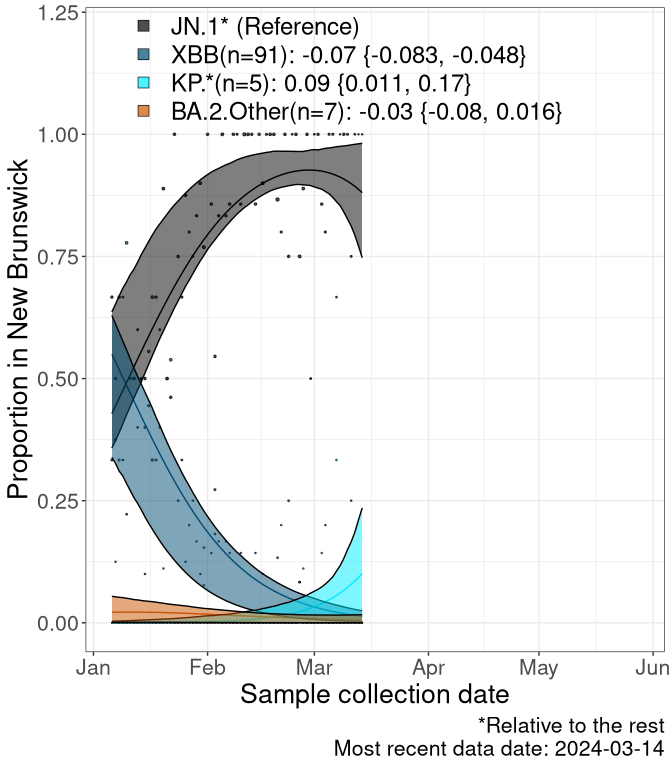 JN.1* (Reference)
XBB(n=91): -0.07 {-0.083, -0.048}
KP.*(n=5): 0.09 {0.011, 0.17}
BA.2.Other(n=7): -0.03 {-0.08, 0.016}
1.25
1.00
0.75
0.50
0.25
0.00
Proportion in New Brunswick
Jan Feb Mar Apr May Jun
Sample collection date
*Relative to the rest
Most recent data date: 2024-03-14